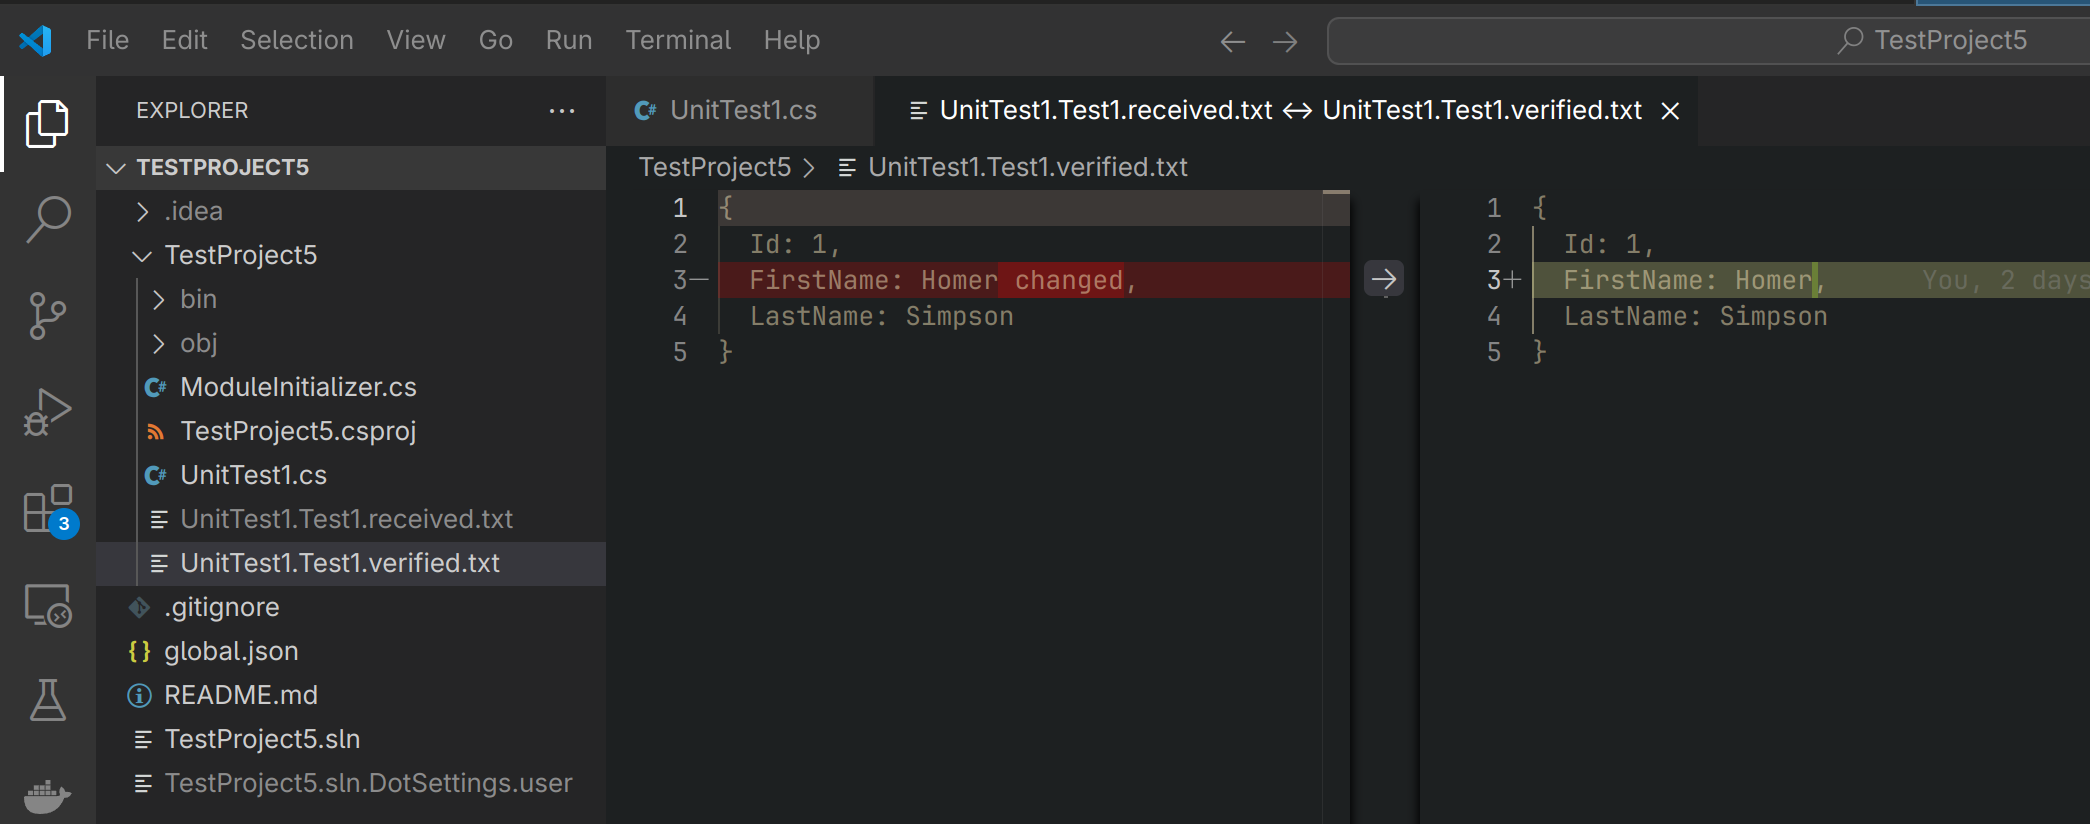 File Edit Selection View Go Run Terminal Help TestProject5
EXPLORER ···
TESTPROJECT5
.idea
TestProject5
bin
obj
ModuleInitializer.cs
TestProject5.csproj
UnitTest1.cs
UnitTest1.Test1.received.txt
UnitTest1.Test1.verified.txt
.gitignore
global.json
README.md
TestProject5.sln
TestProject5.sln.DotSettings.user
3
UnitTest1.cs
UnitTest1.Test1.received.txt ↔ UnitTest1.Test1.verified.txt
TestProject5 > UnitTest1.Test1.verified.txt
1 {
2 Id: 1,
3— FirstName: Homer changed,
4 LastName: Simpson
5 }
1 {
2 Id: 1,
3+ FirstName: Homer, You, 2 days
4 LastName: Simpson
5 }